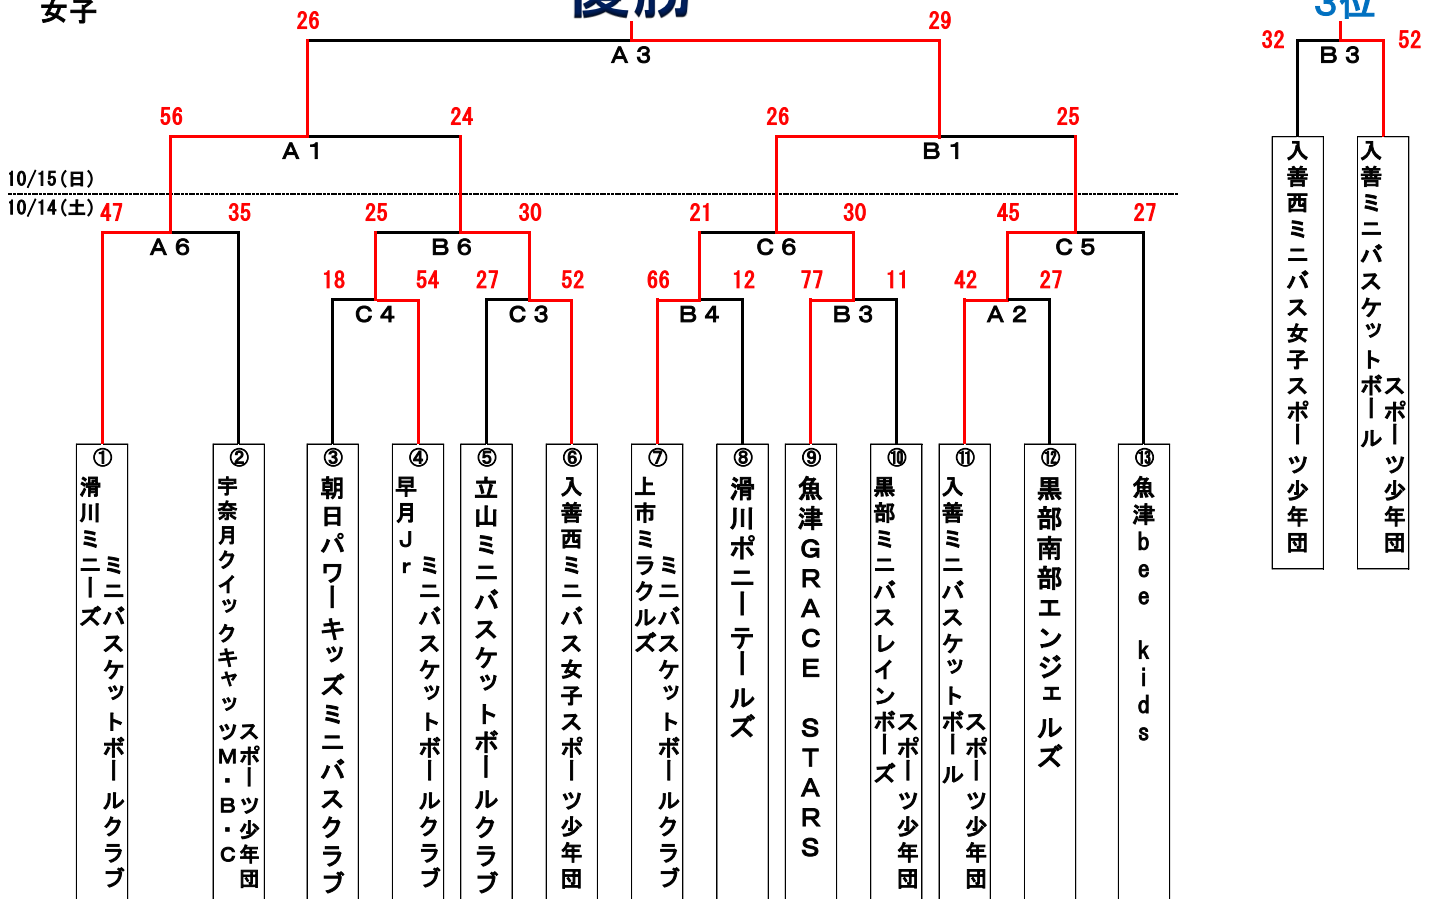 女子
優勝
3位
26
29
32
52
A3
B3
56
24
26
25
A1
B1
10/15(日)
10/14(土)
47
35
25
30
21
30
45
27
A6
B6
C6
C5
18
54
27
52
66
12
77
11
42
27
C4
C3
B4
B3
A2
①
滑川ミニーズ
ミニバスケットボールクラブ
②
宇奈月クイックキャッツM・B・C
スポーツ少年団
③
朝日パワーキッズミニバスクラブ
④
早月Jr
ミニバスケットボールクラブ
⑤
立山ミニバスケットボールクラブ
⑥
入善西ミニバス女子スポーツ少年団
⑦
上市ミラクルズ
ミニバスケットボールクラブ
⑧
滑川ポニーテールズ
⑨
魚津GRACE STARS
⑩
黒部ミニバスレインボーズ
スポーツ少年団
⑪
入善ミニバスケットボール
スポーツ少年団
⑫
黒部南部エンジェルズ
⑬
魚津bee kids
入善西ミニバス女子スポーツ少年団
入善ミニバスケットボール
スポーツ少年団